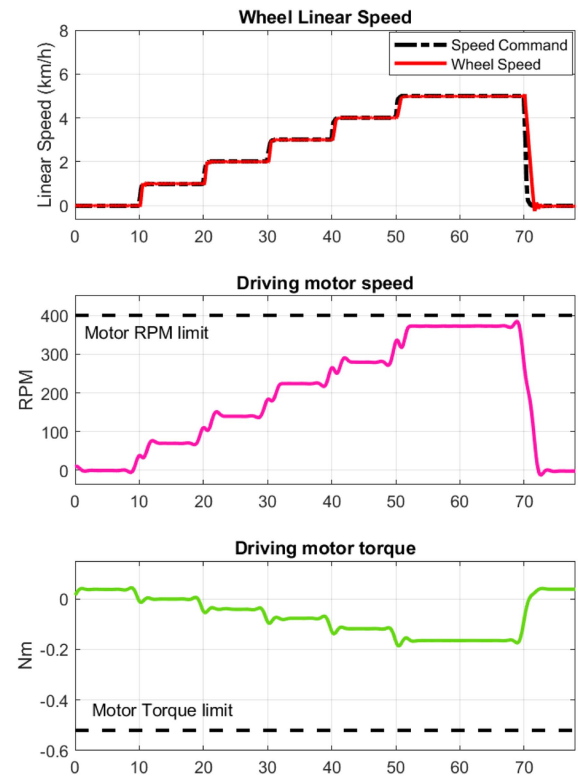 Wheel Linear Speed
8
6
4
2
0
Linear Speed (km/h)
Speed Command
Wheel Speed
0 10 20 30 40 50 60 70
Driving motor speed
400
300
200
100
0
RPM
Motor RPM limit
0 10 20 30 40 50 60 70
Driving motor torque
0
-0.2
-0.4
-0.6
Nm
Motor Torque limit
0 10 20 30 40 50 60 70